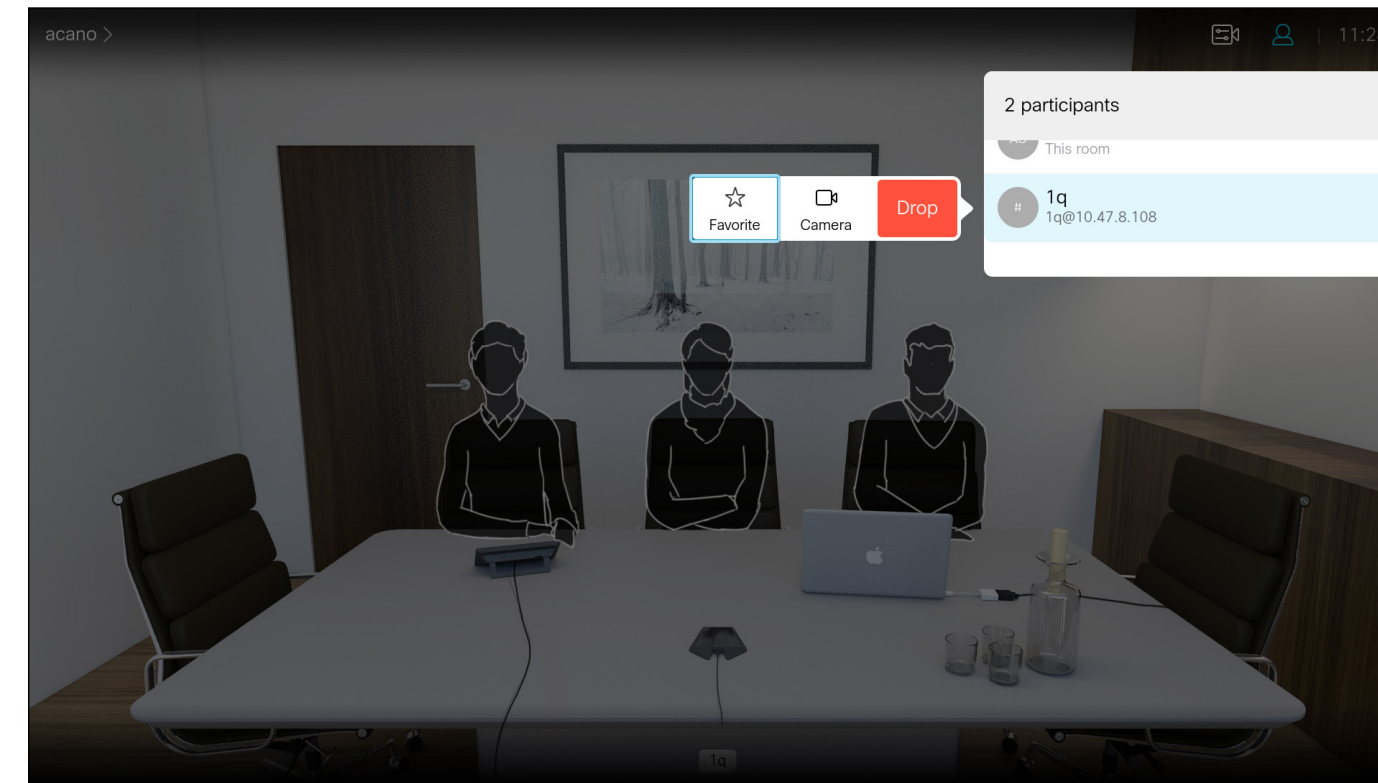 acano >
11:2
2 participants
This room
1q
#
1q@10.47.8.108
Favorite
Camera
Drop
1q